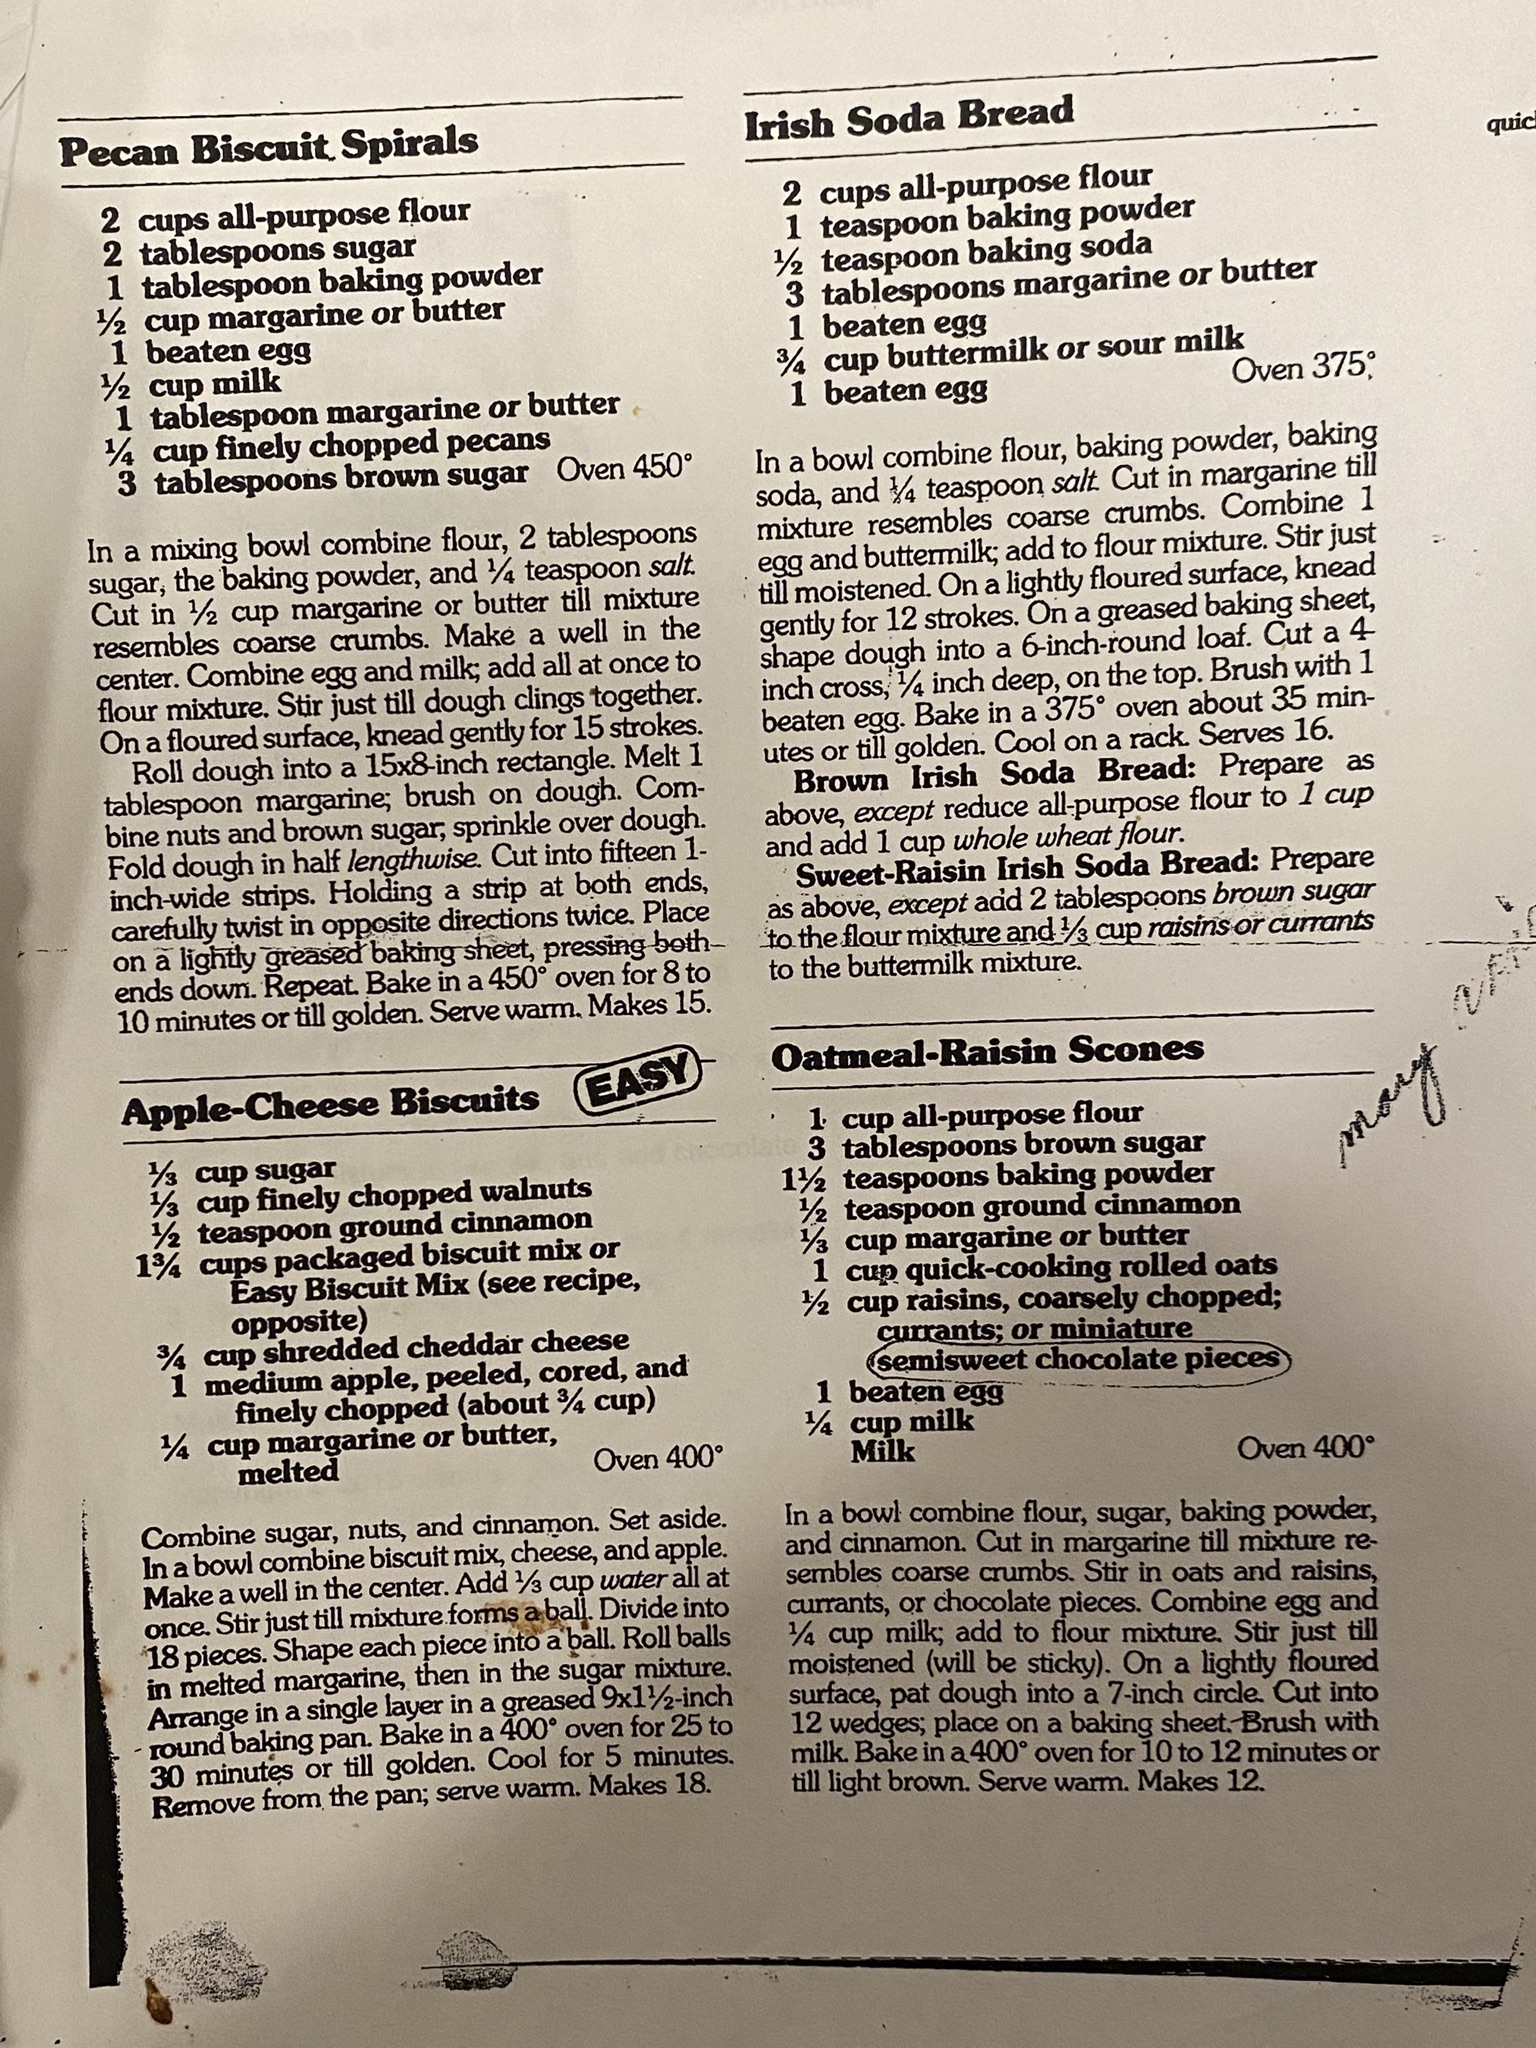 Pecan Biscuit Spirals
2 cups all-purpose flour
2 tablespoons sugar
1 tablespoon baking powder
½ cup margarine or butter
1 beaten egg
½ cup milk
1 tablespoon margarine or butter
¼ cup finely chopped pecans
3 tablespoons brown sugar Oven 450°
In a mixing bowl combine flour, 2 tablespoons
sugar, the baking powder, and ¼ teaspoon salt.
Cut in ½ cup margarine or butter till mixture
resembles coarse crumbs. Make a well in the
center. Combine egg and milk; add all at once to
flour mixture. Stir just till dough clings together.
On a floured surface, knead gently for 15 strokes.
Roll dough into a 15x8-inch rectangle. Melt 1
tablespoon margarine; brush on dough. Com-
bine nuts and brown sugar; sprinkle over dough.
Fold dough in half lengthwise. Cut into fifteen 1-
inch-wide strips. Holding a strip at both ends,
carefully twist in opposite directions twice. Place
on a lightly greased baking sheet, pressing both
ends down. Repeat. Bake in a 450° oven for 8 to
10 minutes or till golden. Serve warm. Makes 15.
Apple-Cheese Biscuits EASY
⅓ cup sugar
⅓ cup finely chopped walnuts
½ teaspoon ground cinnamon
1¾ cups packaged biscuit mix or
Easy Biscuit Mix (see recipe,
opposite)
¾ cup shredded cheddar cheese
1 medium apple, peeled, cored, and
finely chopped (about ¾ cup)
¼ cup margarine or butter,
melted Oven 400°
Combine sugar, nuts, and cinnamon. Set aside.
In a bowl combine biscuit mix, cheese, and apple.
Make a well in the center. Add ⅓ cup water all at
once. Stir just till mixture forms a ball. Divide into
18 pieces. Shape each piece into a ball. Roll balls
in melted margarine, then in the sugar mixture.
Arrange in a single layer in a greased 9x1½-inch
round baking pan. Bake in a 400° oven for 25 to
30 minutes or till golden. Cool for 5 minutes.
Remove from the pan; serve warm. Makes 18.
Irish Soda Bread
2 cups all-purpose flour
1 teaspoon baking powder
½ teaspoon baking soda
3 tablespoons margarine or butter
1 beaten egg
¾ cup buttermilk or sour milk
1 beaten egg Oven 375°
In a bowl combine flour, baking powder, baking
soda, and ¼ teaspoon salt. Cut in margarine till
mixture resembles coarse crumbs. Combine 1
egg and buttermilk; add to flour mixture. Stir just
till moistened. On a lightly floured surface, knead
gently for 12 strokes. On a greased baking sheet,
shape dough into a 6-inch-round loaf. Cut a 4-
inch cross, ¼ inch deep, on the top. Brush with 1
beaten egg. Bake in a 375° oven about 35 min-
utes or till golden. Cool on a rack. Serves 16.
Brown Irish Soda Bread: Prepare as
above, except reduce all-purpose flour to 1 cup
and add 1 cup whole wheat flour.
Sweet-Raisin Irish Soda Bread: Prepare
as above, except add 2 tablespoons brown sugar
to the flour mixture and ⅓ cup raisins or currants
to the buttermilk mixture.
Oatmeal-Raisin Scones
1 cup all-purpose flour
3 tablespoons brown sugar
1½ teaspoons baking powder
½ teaspoon ground cinnamon
⅓ cup margarine or butter
1 cup quick-cooking rolled oats
½ cup raisins, coarsely chopped;
currants; or miniature
semisweet chocolate pieces
1 beaten egg
¼ cup milk
Milk Oven 400°
In a bowl combine flour, sugar, baking powder,
and cinnamon. Cut in margarine till mixture re-
sembles coarse crumbs. Stir in oats and raisins,
currants, or chocolate pieces. Combine egg and
¼ cup milk; add to flour mixture. Stir just till
moistened (will be sticky). On a lightly floured
surface, pat dough into a 7-inch circle. Cut into
12 wedges; place on a baking sheet. Brush with
milk. Bake in a 400° oven for 10 to 12 minutes or
till light brown. Serve warm. Makes 12.
may